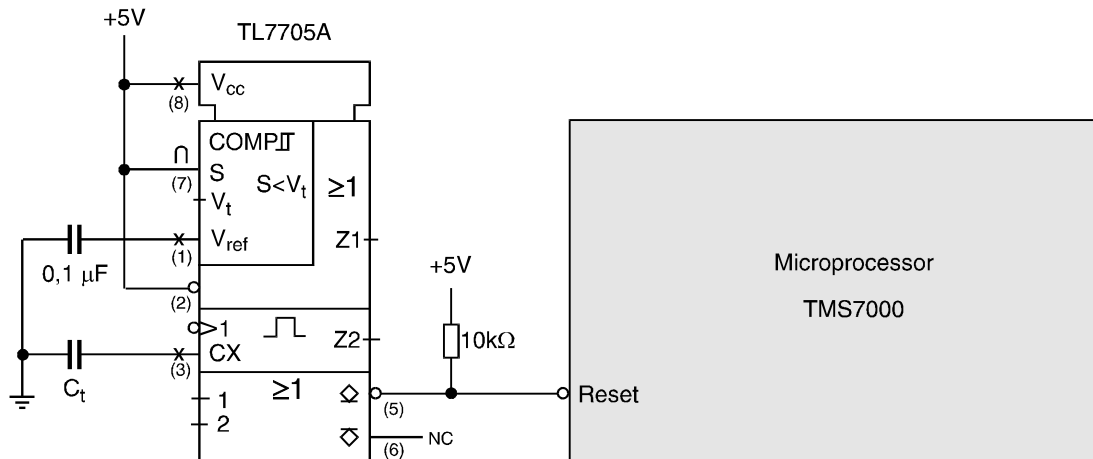 +5V
TL7705A
Vcc
(8)
COMP
S
(7)
S<Vt
≥1
Vt
Vref
(1)
Z1
0,1 μF
(2)
+5V
Microprocessor
TMS7000
1
Z2
10kΩ
CX
(3)
Ct
≥1
1
(5)
Reset
2
(6)
NC